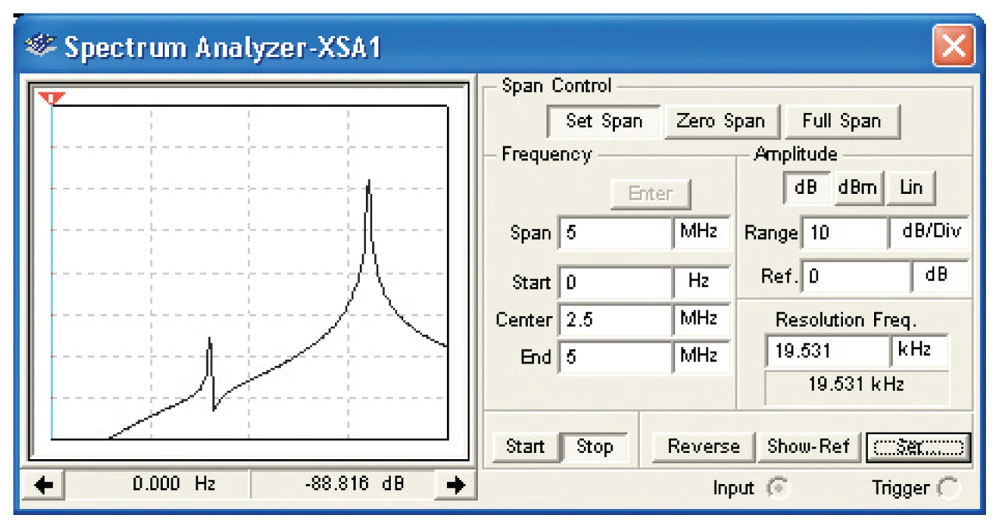 Spectrum Analyzer-XSA1
Span Control
Set Span Zero Span Full Span
Frequency
Enter
Span 5 MHz
Start 0 Hz
Center 2.5 MHz
End 5 MHz
Amplitude
dB dBm Lin
Range 10 dB/Div
Ref. 0 dB
Resolution Freq.
19.531 kHz
19.531 kHz
Start Stop Reverse Show-Ref
0.000 Hz -88.816 dB
Input Trigger